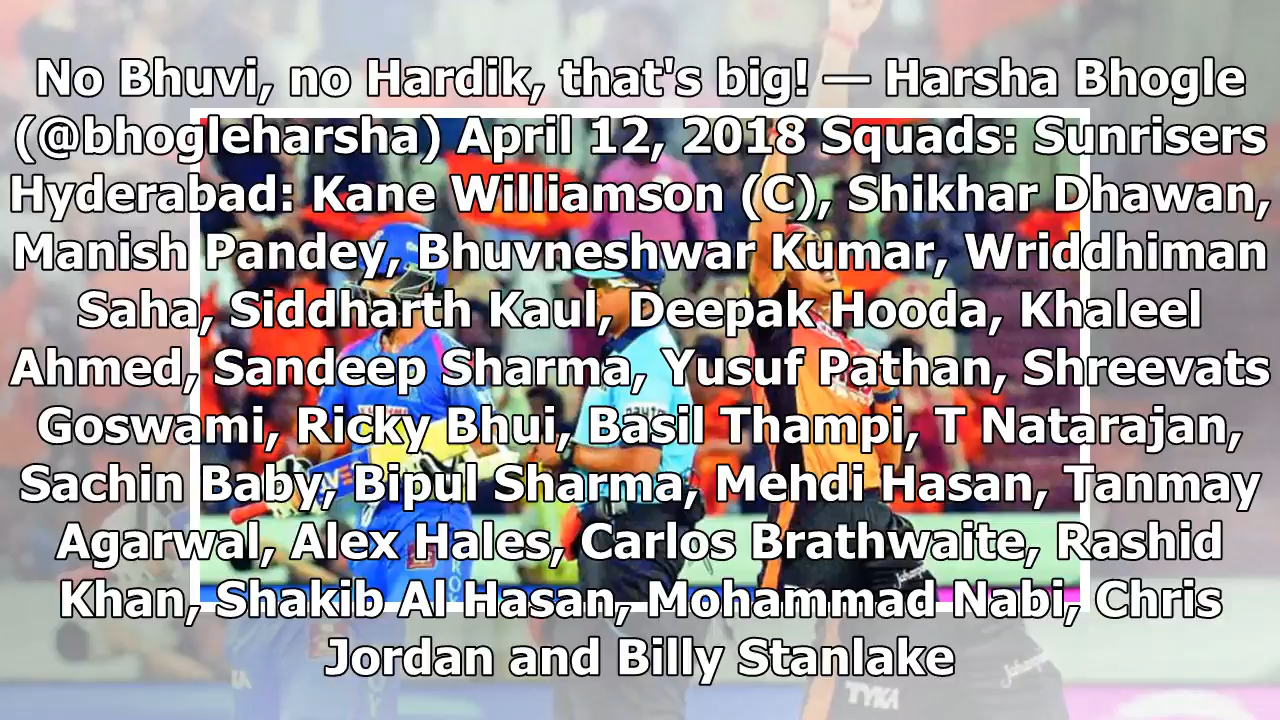 No Bhuvi, no Hardik, that's big! — Harsha Bhogle
(@bhogleharsha) April 12, 2018 Squads: Sunrisers
Hyderabad: Kane Williamson (C), Shikhar Dhawan,
Manish Pandey, Bhuvneshwar Kumar, Wriddhiman
Saha, Siddharth Kaul, Deepak Hooda, Khaleel
Ahmed, Sandeep Sharma, Yusuf Pathan, Shreevats
Goswami, Ricky Bhui, Basil Thampi, T Natarajan,
Sachin Baby, Bipul Sharma, Mehdi Hasan, Tanmay
Agarwal, Alex Hales, Carlos Brathwaite, Rashid
Khan, Shakib Al Hasan, Mohammad Nabi, Chris
Jordan and Billy Stanlake
paytm
TYKA